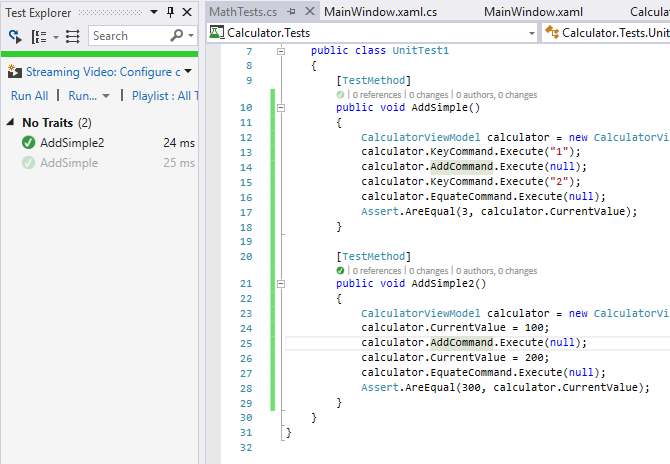 Test Explorer
Search
Streaming Video: Configure c
Run All | Run... | Playlist : All T
No Traits (2)
AddSimple2 24 ms
AddSimple 25 ms
MathTests.cs MainWindow.xaml.cs MainWindow.xaml Calcula
Calculator.Tests Calculator.Tests.Unit
7 public class UnitTest1
8 {
9 [TestMethod]
| 0 references | 0 changes | 0 authors, 0 changes
10 public void AddSimple()
11 {
12 CalculatorViewModel calculator = new CalculatorVi
13 calculator.KeyCommand.Execute("1");
14 calculator.AddCommand.Execute(null);
15 calculator.KeyCommand.Execute("2");
16 calculator.EquateCommand.Execute(null);
17 Assert.AreEqual(3, calculator.CurrentValue);
18 }
19
20 [TestMethod]
| 0 references | 0 changes | 0 authors, 0 changes
21 public void AddSimple2()
22 {
23 CalculatorViewModel calculator = new CalculatorVi
24 calculator.CurrentValue = 100;
25 calculator.AddCommand.Execute(null);
26 calculator.CurrentValue = 200;
27 calculator.EquateCommand.Execute(null);
28 Assert.AreEqual(300, calculator.CurrentValue);
29 }
30 }
31 }
32